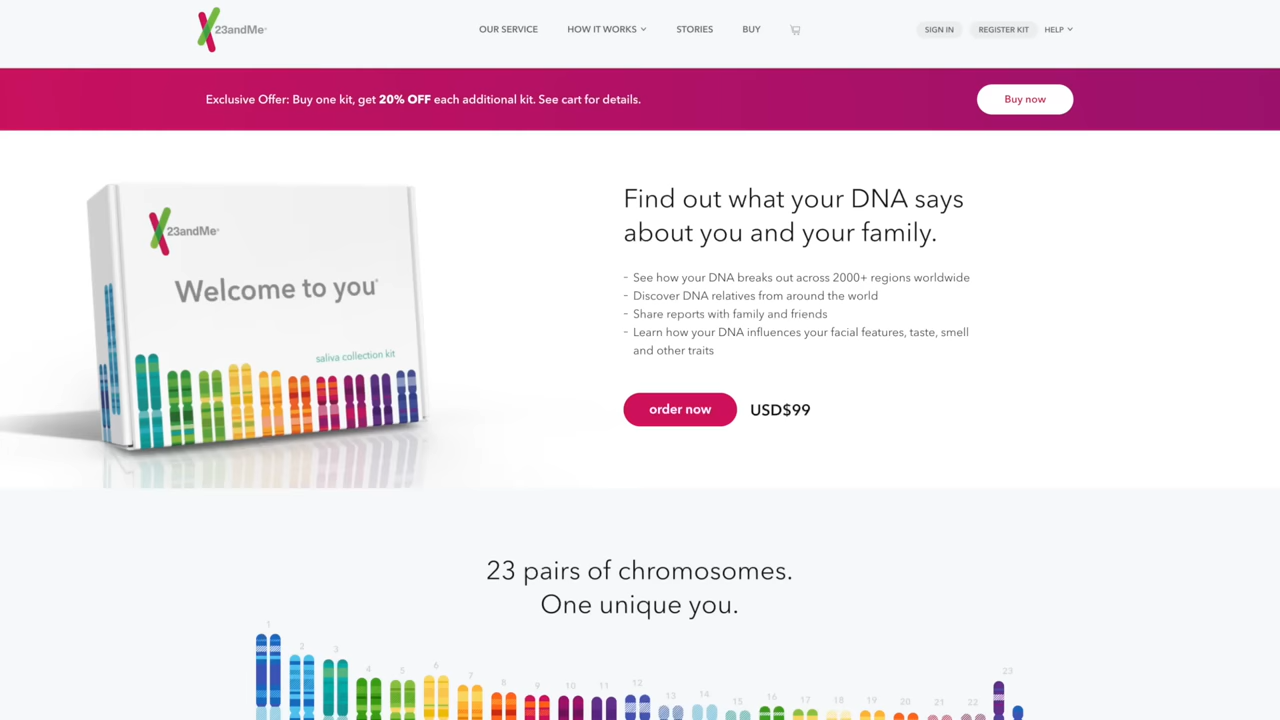 23andMe
OUR SERVICE
HOW IT WORKS
STORIES
BUY
SIGN IN
REGISTER KIT
HELP
Exclusive Offer: Buy one kit, get 20% OFF each additional kit. See cart for details.
Buy now
23andMe®
Welcome to you®
saliva collection kit
Find out what your DNA says
about you and your family.
- See how your DNA breaks out across 2000+ regions worldwide
- Discover DNA relatives from around the world
- Share reports with family and friends
- Learn how your DNA influences your facial features, taste, smell
and other traits
order now
USD$99
23 pairs of chromosomes.
One unique you.
1 2 3 4 5 6 7 8 9 10 11 12 13 14 15 16 17 18 19 20 21 22 23